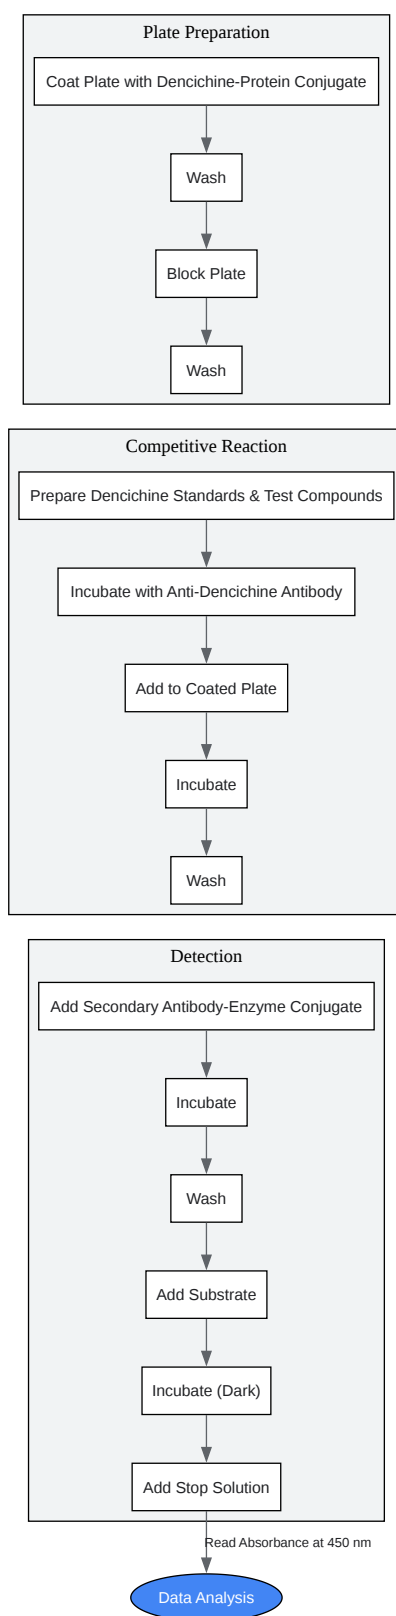 Plate Preparation
Coat Plate with Dencichine-Protein Conjugate
Wash
Block Plate
Wash
Competitive Reaction
Prepare Dencichine Standards & Test Compounds
Incubate with Anti-Dencichine Antibody
Add to Coated Plate
Incubate
Wash
Detection
Add Secondary Antibody-Enzyme Conjugate
Incubate
Wash
Add Substrate
Incubate (Dark)
Add Stop Solution
Read Absorbance at 450 nm
Data Analysis